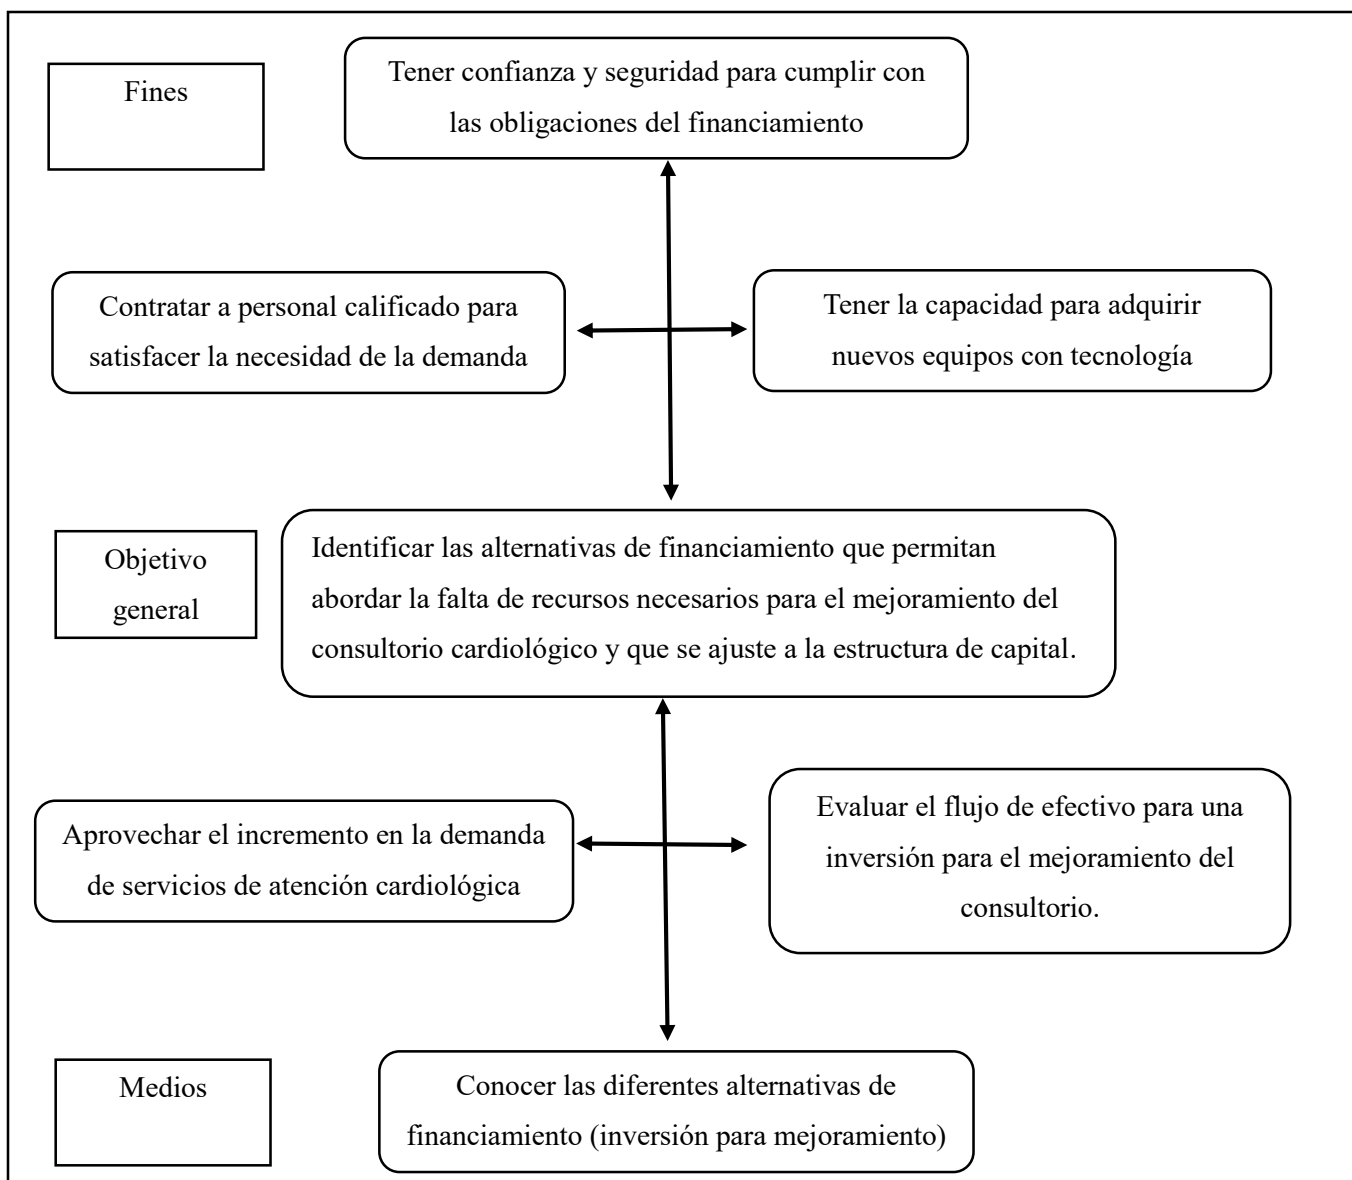 Fines
Tener confianza y seguridad para cumplir con
las obligaciones del financiamiento
Contratar a personal calificado para
satisfacer la necesidad de la demanda
Tener la capacidad para adquirir
nuevos equipos con tecnología
Objetivo
general
Identificar las alternativas de financiamiento que permitan
abordar la falta de recursos necesarios para el mejoramiento del
consultorio cardiológico y que se ajuste a la estructura de capital.
Aprovechar el incremento en la demanda
de servicios de atención cardiológica
Evaluar el flujo de efectivo para una
inversión para el mejoramiento del
consultorio.
Medios
Conocer las diferentes alternativas de
financiamiento (inversión para mejoramiento)